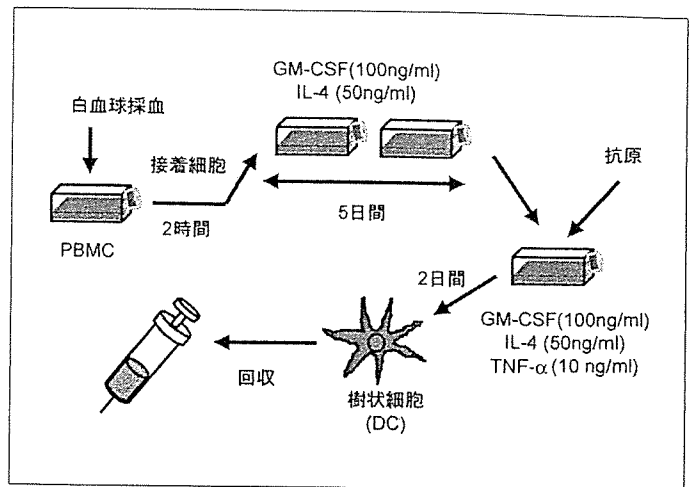 白血球採血
PBMC
接着細胞
2時間
GM-CSF(100ng/ml)
IL-4 (50ng/ml)
5日間
抗原
GM-CSF(100ng/ml)
IL-4 (50ng/ml)
TNF-α (10 ng/ml)
2日間
樹状細胞
(DC)
回収